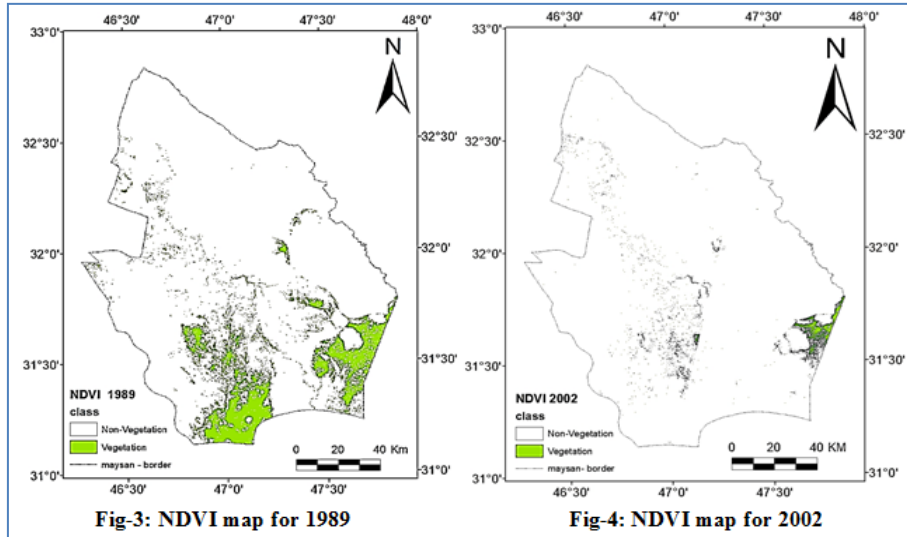 46°30' 47°0' 47°30' 48°0'
33°0'
N
32°30'
32°30'
32°0'
32°0'
31°30'
31°30'
NDVI 1989
class
Non-Vegetation
Vegetation
maysan - border
0 20 40 Km
31°0'
31°0'
46°30' 47°0' 47°30'
Fig-3: NDVI map for 1989
46°30' 47°0' 47°30' 48°0'
33°0'
N
32°30'
32°30'
32°0'
32°0'
31°30'
31°30'
NDVI 2002
class
Non-Vegetation
Vegetation
maysan - border
0 20 40 KM
31°0'
31°0'
46°30' 47°0' 47°30'
Fig-4: NDVI map for 2002